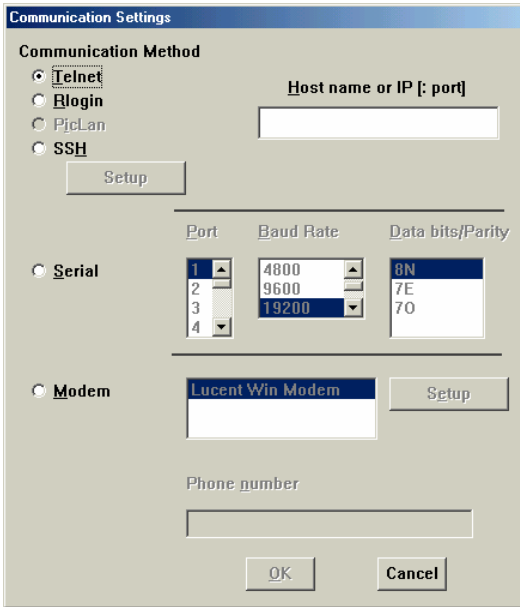 Communication Settings
Communication Method
Telnet
Rlogin
PicLan
SSH
Setup
Host name or IP [: port]
Port
Baud Rate
Data bits/Parity
Serial
1
2
3
4
4800
9600
19200
8N
7E
7O
Modem
Lucent Win Modem
Setup
Phone number
OK
Cancel